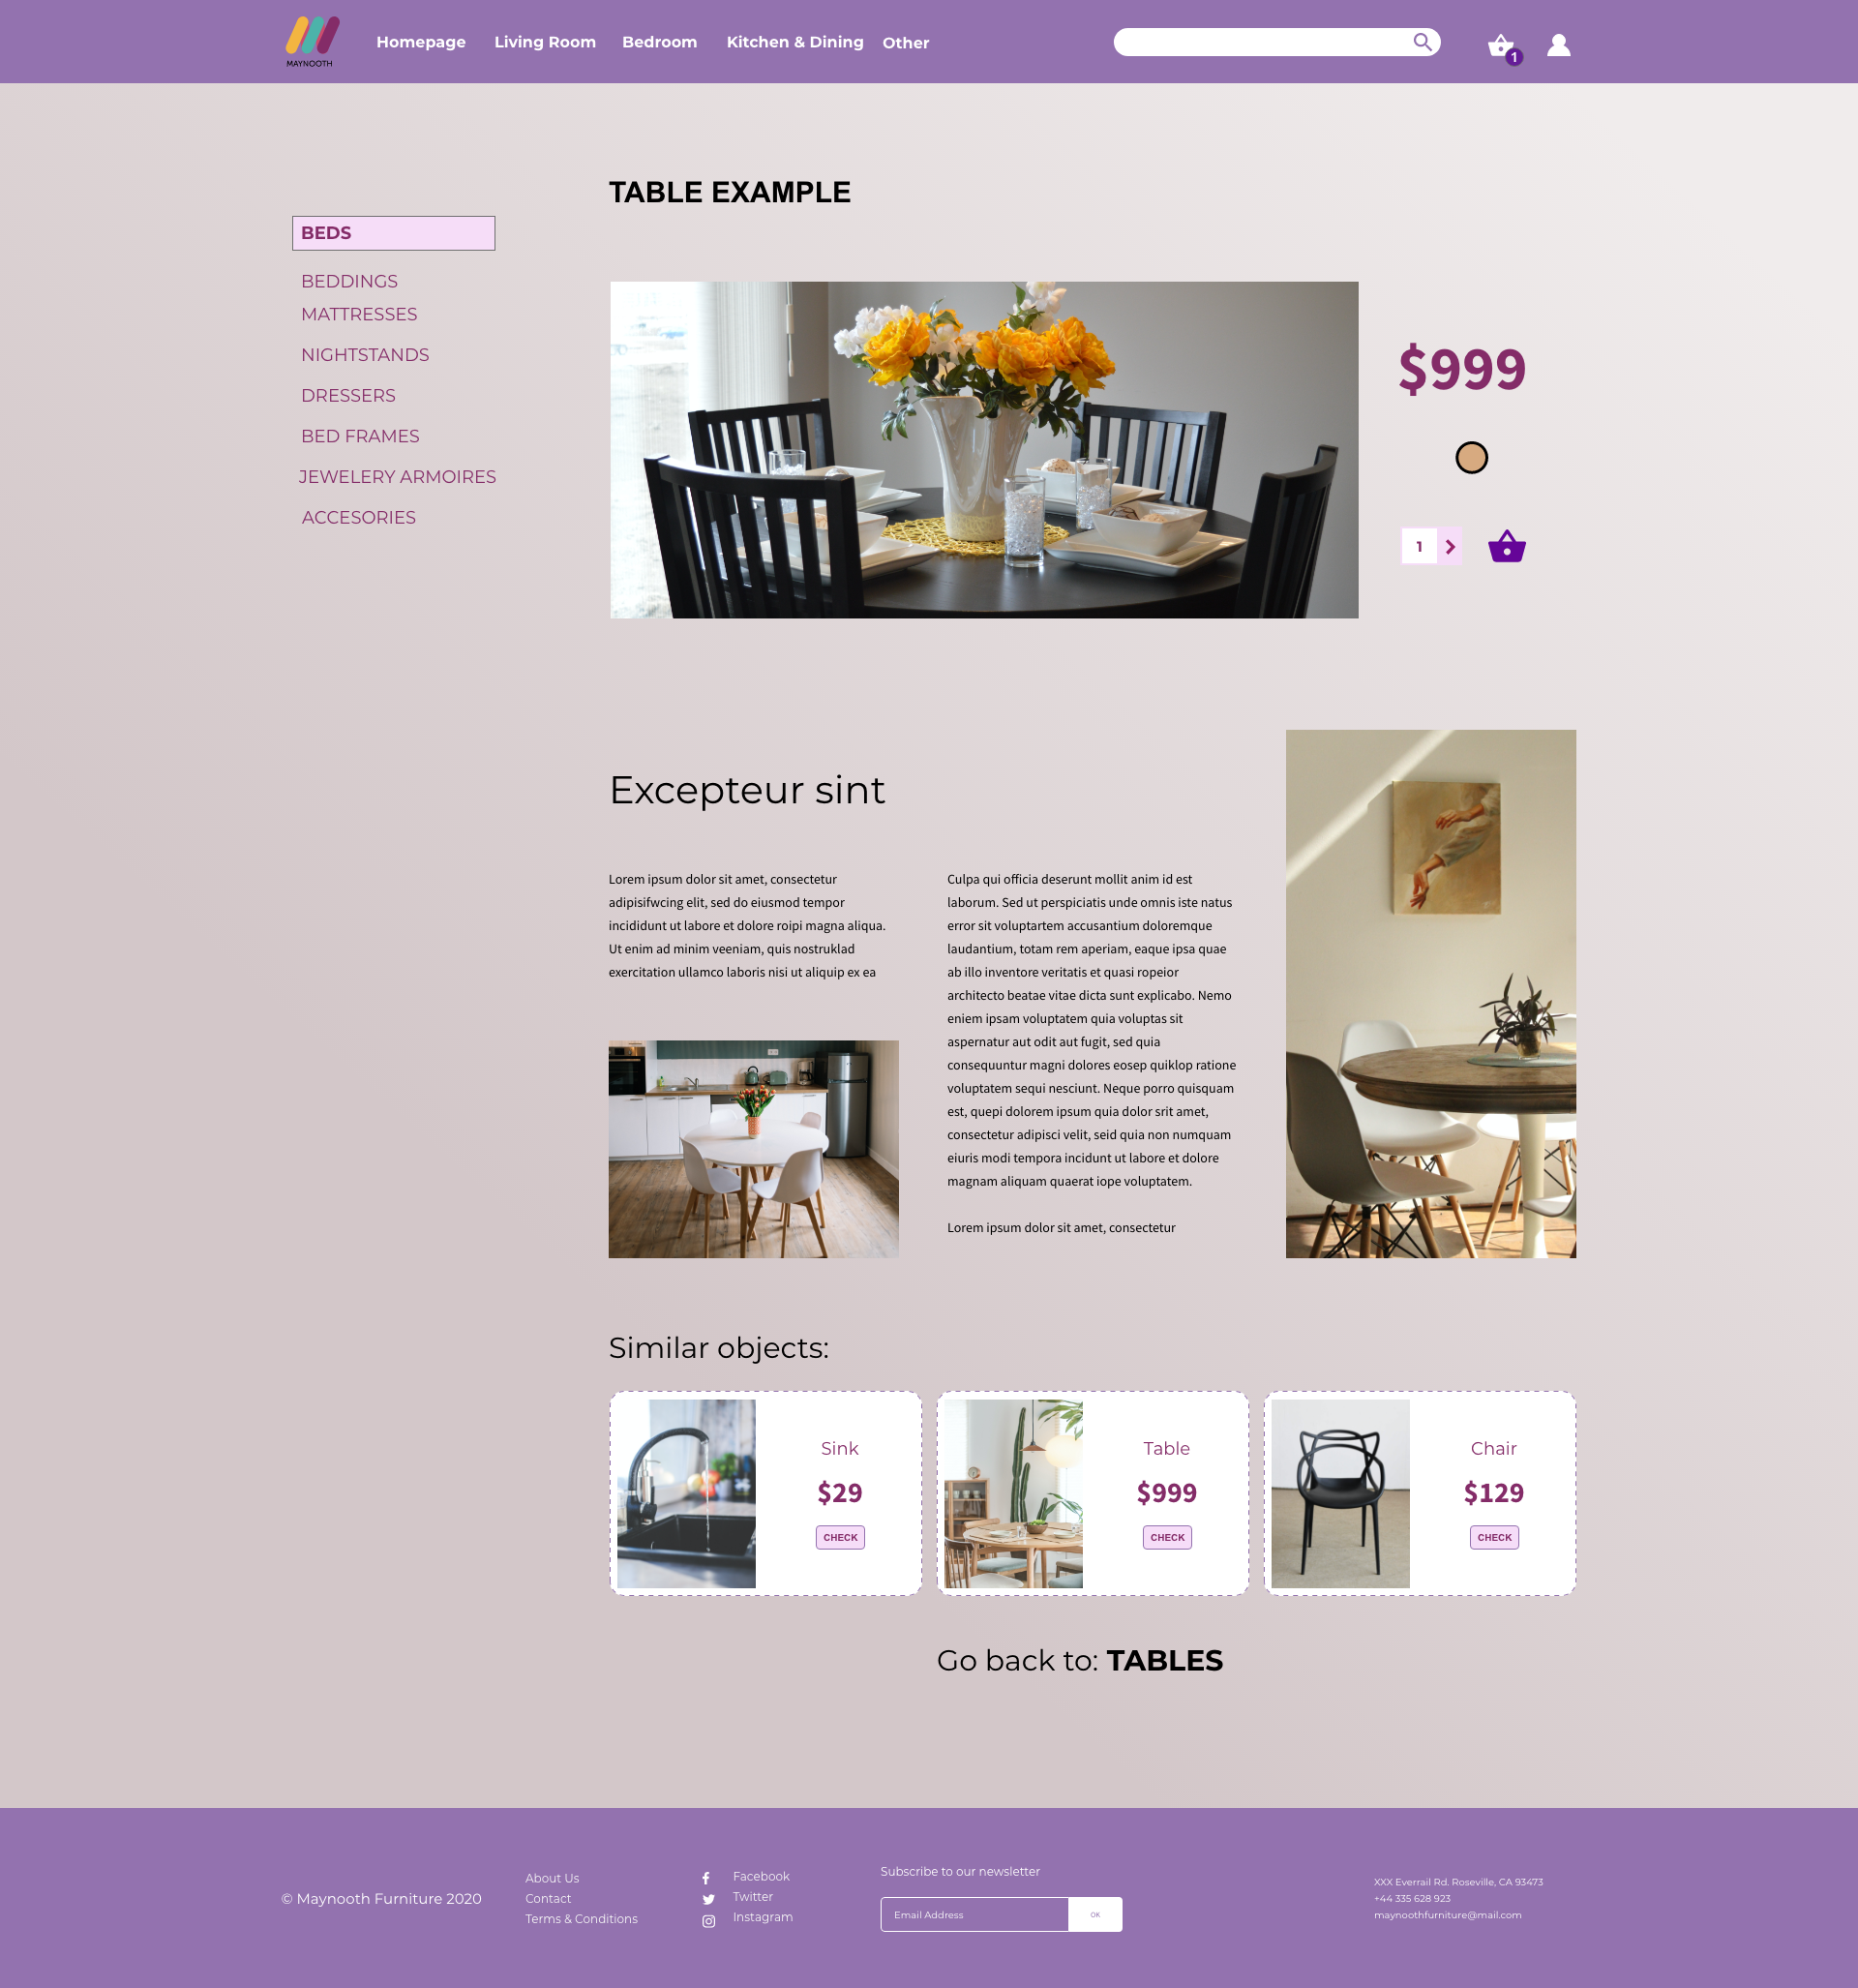 MAYNOOTH
Homepage
Living Room
Bedroom
Kitchen & Dining
Other
1
TABLE EXAMPLE
BEDS
BEDDINGS
MATTRESSES
NIGHTSTANDS
DRESSERS
BED FRAMES
JEWELERY ARMOIRES
ACCESORIES
$999
1
Excepteur sint
Lorem ipsum dolor sit amet, consectetur
adipisifwcing elit, sed do eiusmod tempor
incididunt ut labore et dolore roipi magna aliqua.
Ut enim ad minim veeniam, quis nostruklad
exercitation ullamco laboris nisi ut aliquip ex ea
Culpa qui officia deserunt mollit anim id est
laborum. Sed ut perspiciatis unde omnis iste natus
error sit voluptartem accusantium doloremque
laudantium, totam rem aperiam, eaque ipsa quae
ab illo inventore veritatis et quasi ropeior
architecto beatae vitae dicta sunt explicabo. Nemo
eniem ipsam voluptatem quia voluptas sit
aspernatur aut odit aut fugit, sed quia
consequuntur magni dolores eosep quiklop ratione
voluptatem sequi nesciunt. Neque porro quisquam
est, quepi dolorem ipsum quia dolor srit amet,
consectetur adipisci velit, seid quia non numquam
eiuris modi tempora incidunt ut labore et dolore
magnam aliquam quaerat iope voluptatem.
Lorem ipsum dolor sit amet, consectetur
Similar objects:
Sink
$29
CHECK
Table
$999
CHECK
Chair
$129
CHECK
Go back to: TABLES
© Maynooth Furniture 2020
About Us
Contact
Terms & Conditions
Facebook
Twitter
Instagram
Subscribe to our newsletter
Email Address
OK
XXX Everrail Rd. Roseville, CA 93473
+44 335 628 923
maynoothfurniture@mail.com